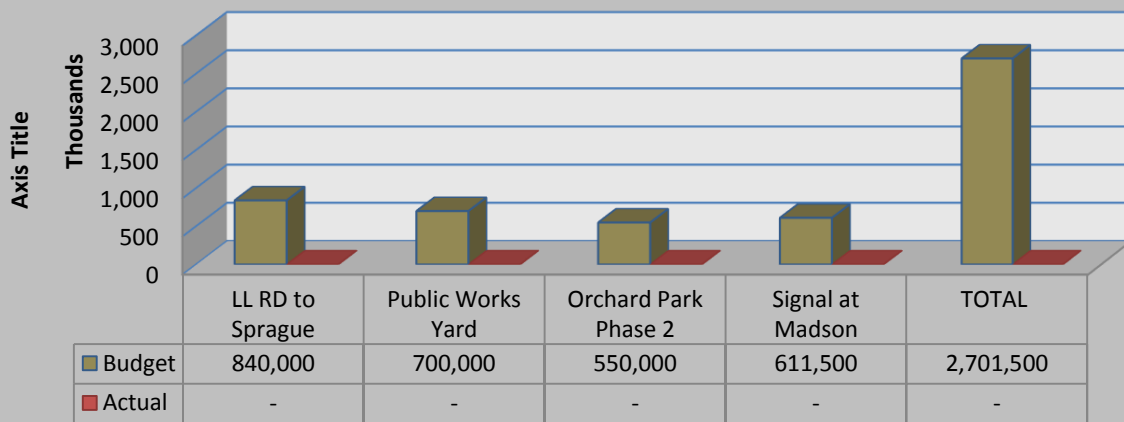 Axis Title
Thousands
3,000
2,500
2,000
1,500
1,000
500
0
LL RD to Sprague
Public Works Yard
Orchard Park Phase 2
Signal at Madson
TOTAL
Budget 840,000 700,000 550,000 611,500 2,701,500
Actual - - - - -